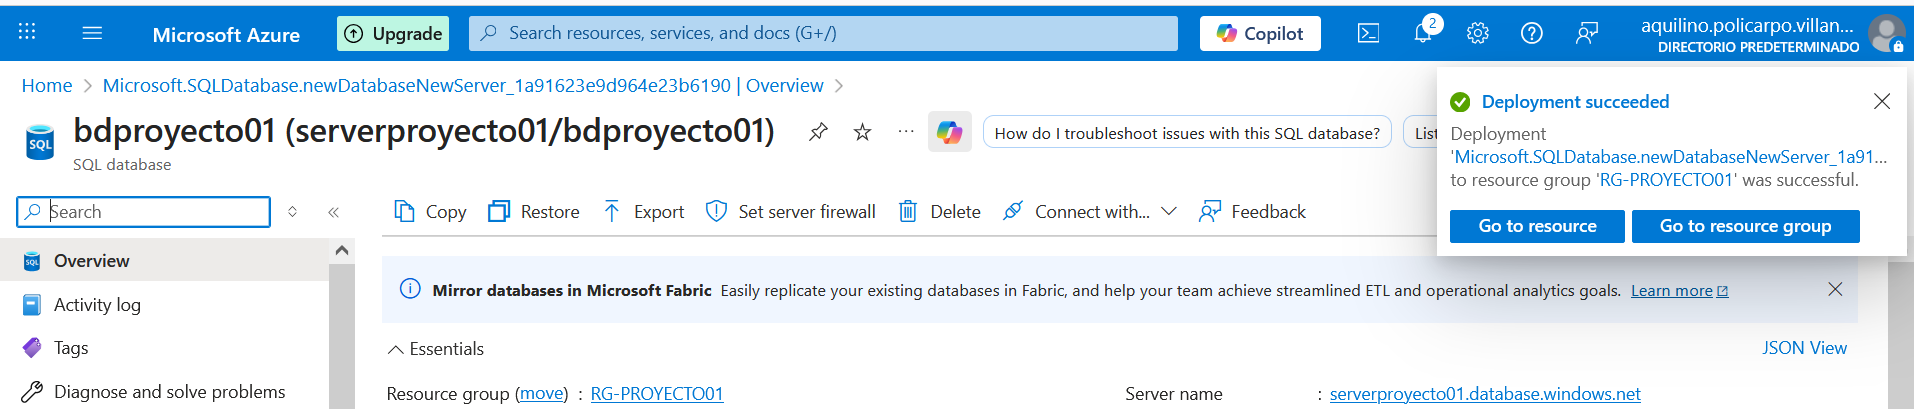 Microsoft Azure
Upgrade
Search resources, services, and docs (G+/)
Copilot
2
aquilino.policarpo.villan...
DIRECTORIO PREDETERMINADO
Home > Microsoft.SQLDatabase.newDatabaseNewServer_1a91623e9d964e23b6190 | Overview >
bdproyecto01 (serverproyecto01/bdproyecto01)
SQL
SQL database
How do I troubleshoot issues with this SQL database?
List
Deployment succeeded
Deployment
'Microsoft.SQLDatabase.newDatabaseNewServer_1a91...
to resource group 'RG-PROYECTO01' was successful.
Go to resource
Go to resource group
Search
Copy
Restore
Export
Set server firewall
Delete
Connect with...
Feedback
SQL
Overview
Activity log
Tags
Diagnose and solve problems
Mirror databases in Microsoft Fabric Easily replicate your existing databases in Fabric, and help your team achieve streamlined ETL and operational analytics goals. Learn more
Essentials
JSON View
Resource group (move) : RG-PROYECTO01
Server name : serverproyecto01.database.windows.net